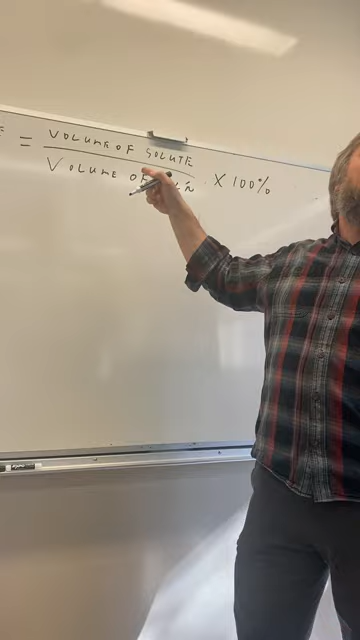 = VOLUME OF SOLUTE
VOLUME OF × 100%